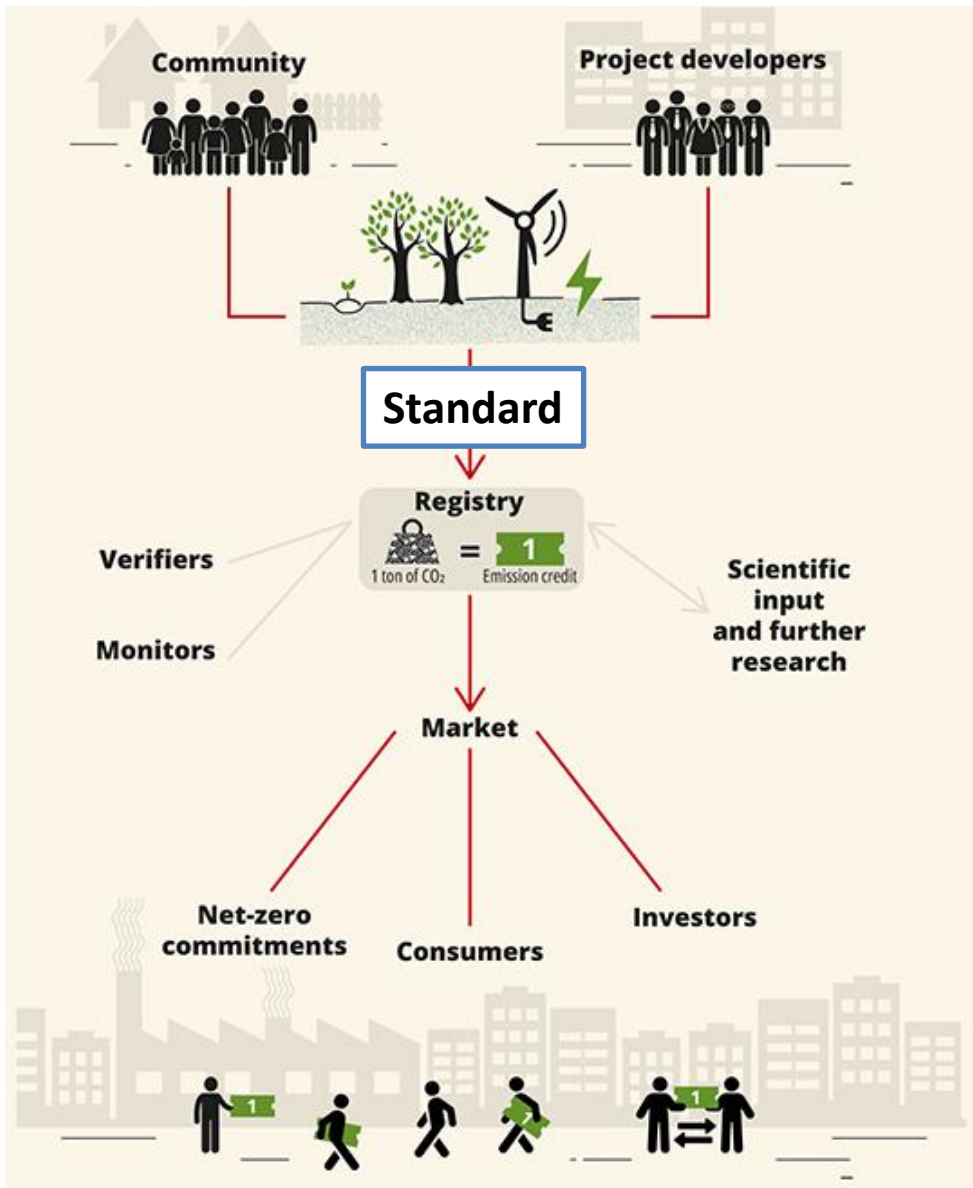 Community
Project developers
Standard
Registry
=
1
1 ton of CO₂
Emission credit
Verifiers
Monitors
Scientific
input
and further
research
Market
Net-zero
commitments
Consumers
Investors
1
1
1